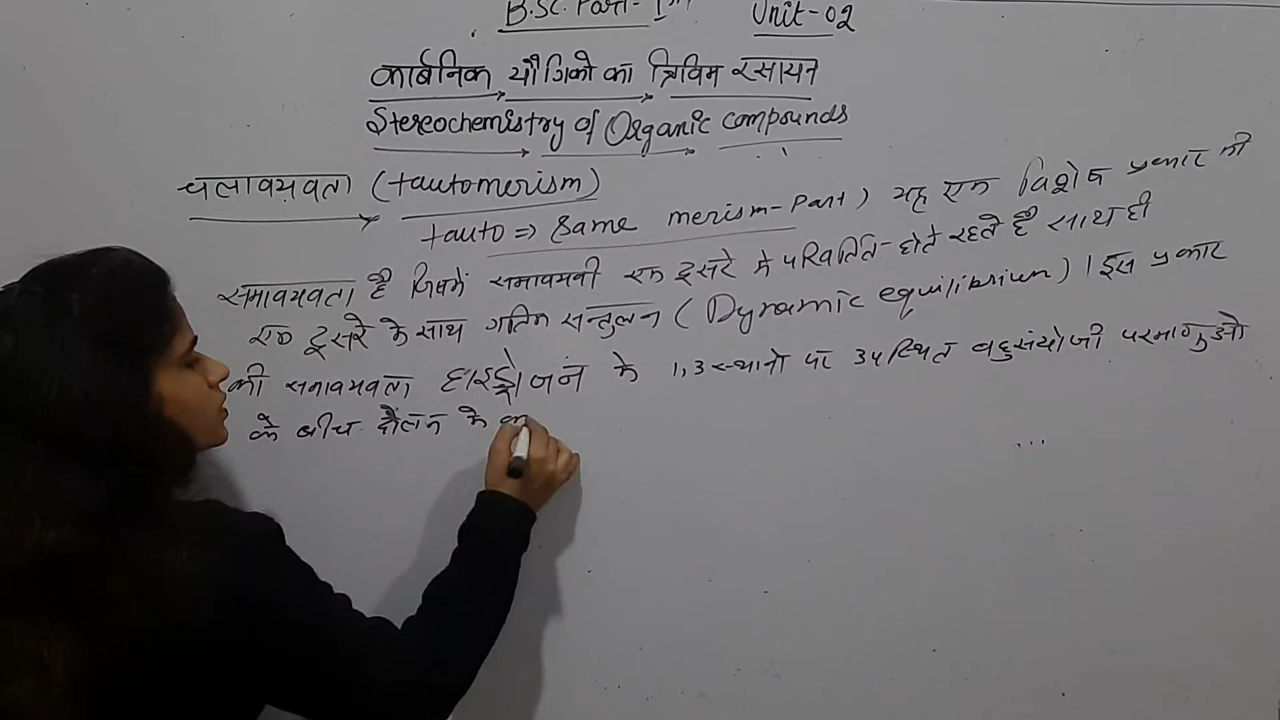 B.Sc. Part- Ist Unit-02
कार्बनिक यौगिको का त्रिविम रसायन
Stereochemistry of Organic compounds
चलावयवता (tautomerism)
tauto => Same merism-Part) यह एक विशेष प्रकार की
समावयवता है जिसमें समावयवी एक दूसरे में परिवर्तित होते रहते हैं साथ ही
एक दूसरे के साथ गतिक सन्तुलन (Dynamic equilibrium) । इस प्रकार
की समावयवता हाइड्रोजन के 1,3 स्थानो पर उपस्थित बहुसंयोजी परमाणुओ
के बीच दोलन के